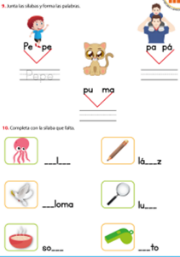 9. Junta las sílabas y forma las palabras.
Pe pe
pu ma
pa pá
Pepe
10. Completa con la sílaba que falta.
___l___
lá___z
___loma
lu___
so___
___to